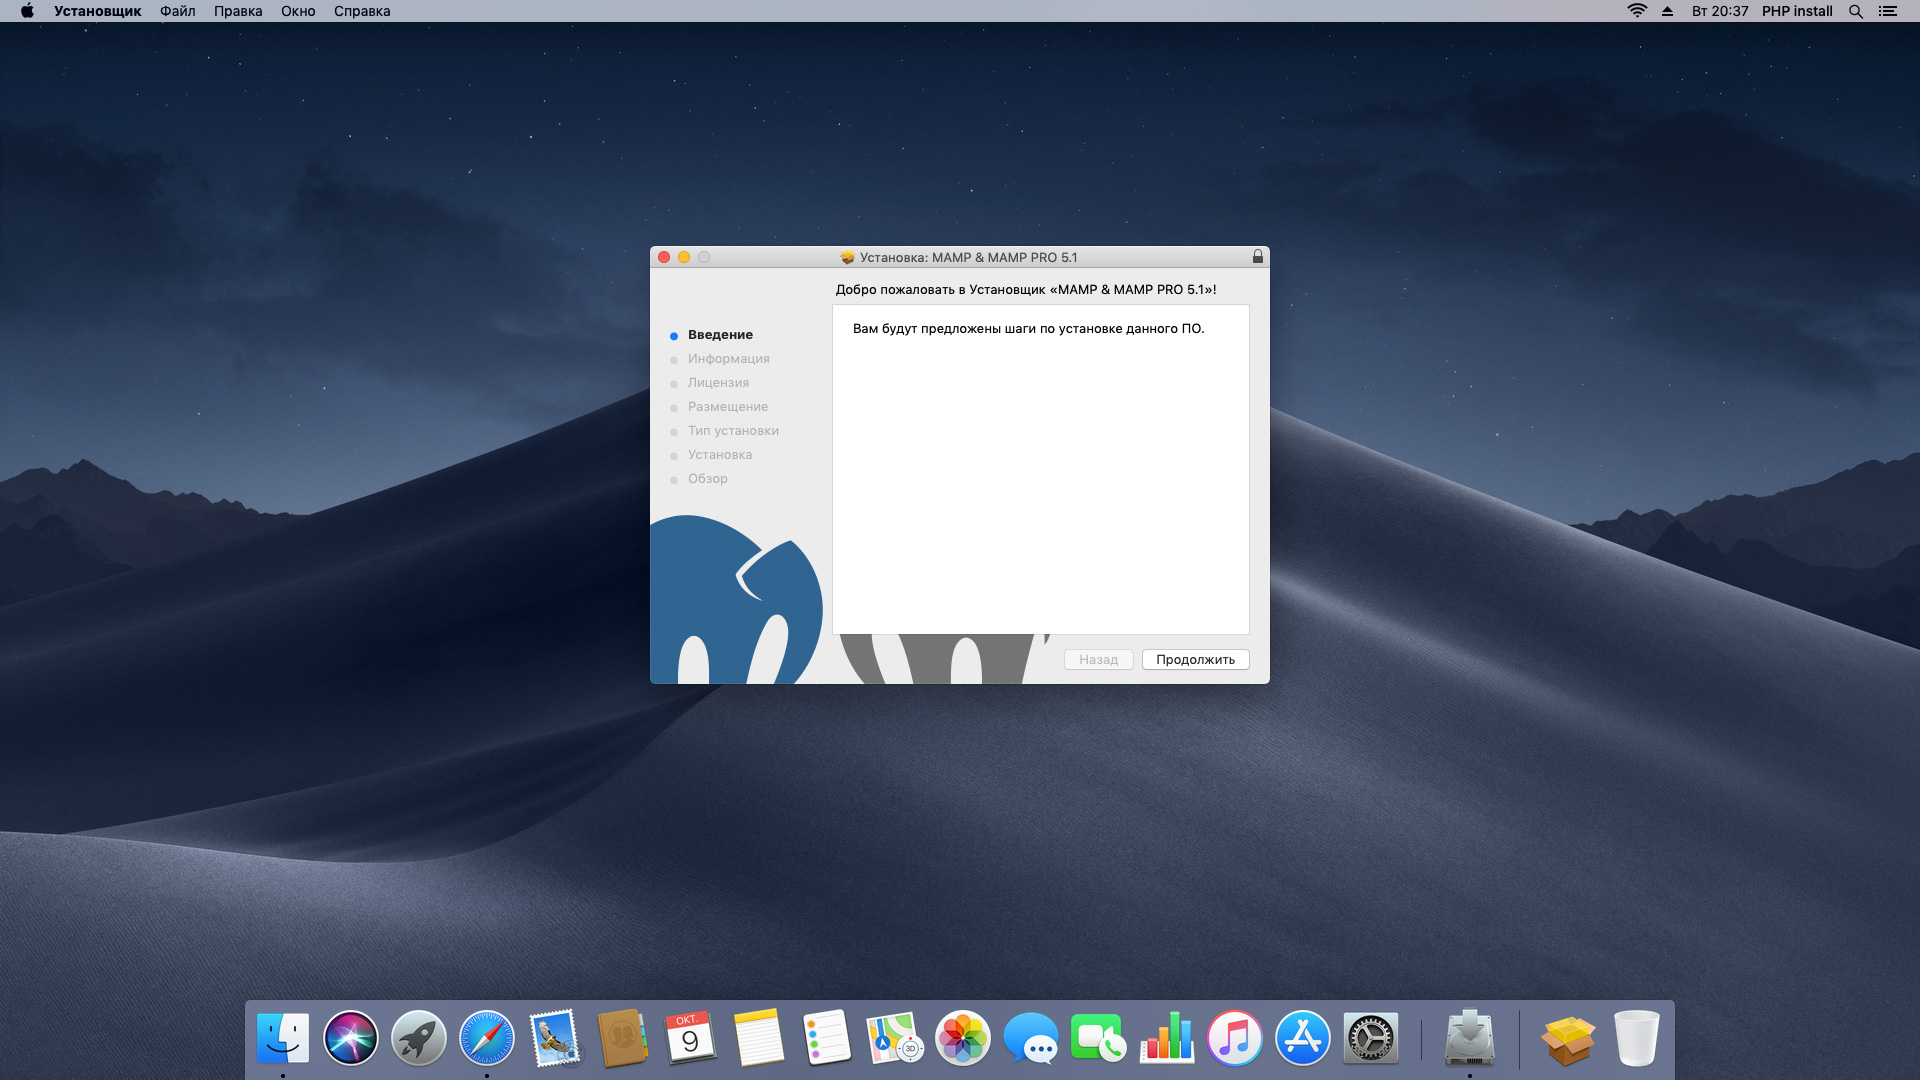 Установщик Файл Правка Окно Справка Вт 20:37 PHP install
Установка: MAMP & MAMP PRO 5.1
Добро пожаловать в Установщик «MAMP & MAMP PRO 5.1»!
Введение
Информация
Лицензия
Размещение
Тип установки
Установка
Обзор
Вам будут предложены шаги по установке данного ПО.
Назад Продолжить
ОКТ.
9
3D